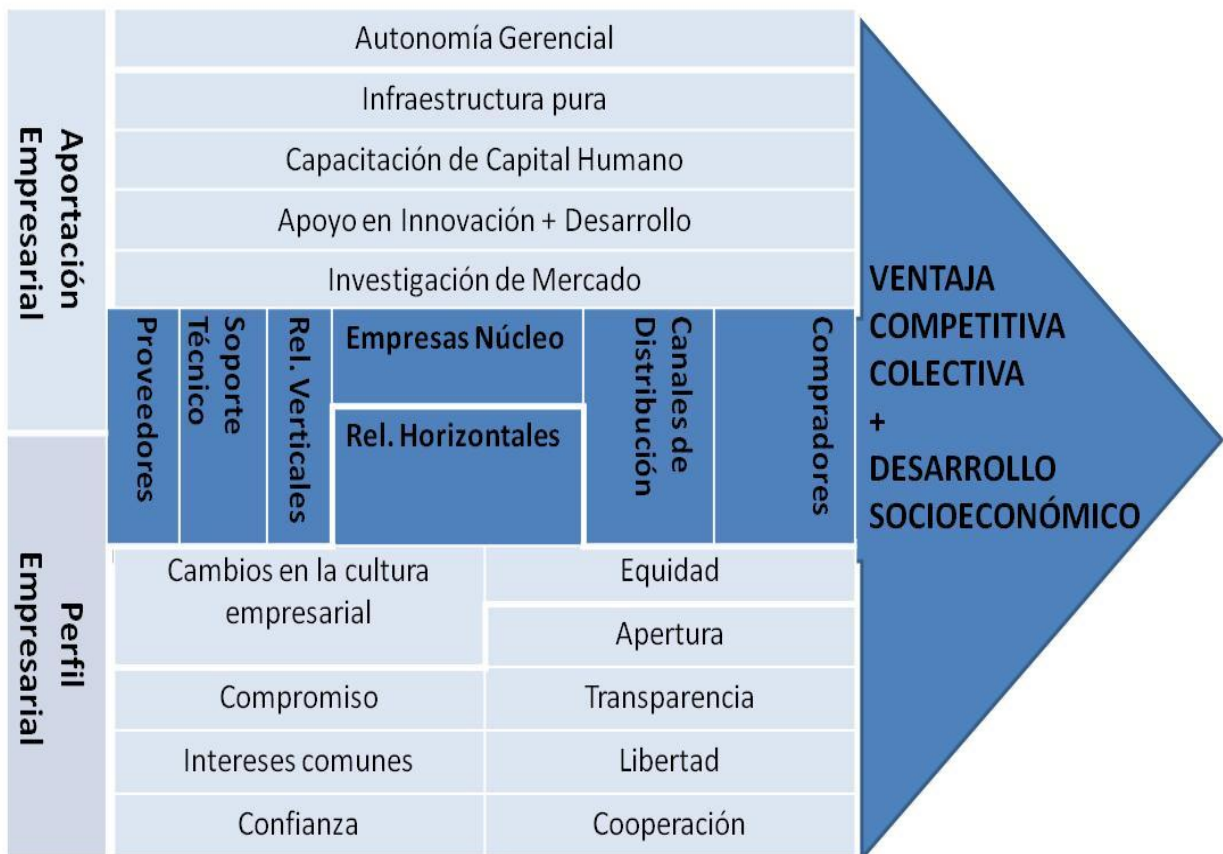 Aportación
Empresarial
Autonomía Gerencial
Infraestructura pura
Capacitación de Capital Humano
Apoyo en Innovación + Desarrollo
Investigación de Mercado
Proveedores
Soporte
Técnico
Rel. Verticales
Empresas Núcleo
Rel. Horizontales
Canales de
Distribución
Compradores
VENTAJA
COMPETITIVA
COLECTIVA
+
DESARROLLO
SOCIOECONÓMICO
Perfil
Empresarial
Cambios en la cultura
empresarial
Equidad
Apertura
Compromiso
Transparencia
Intereses comunes
Libertad
Confianza
Cooperación